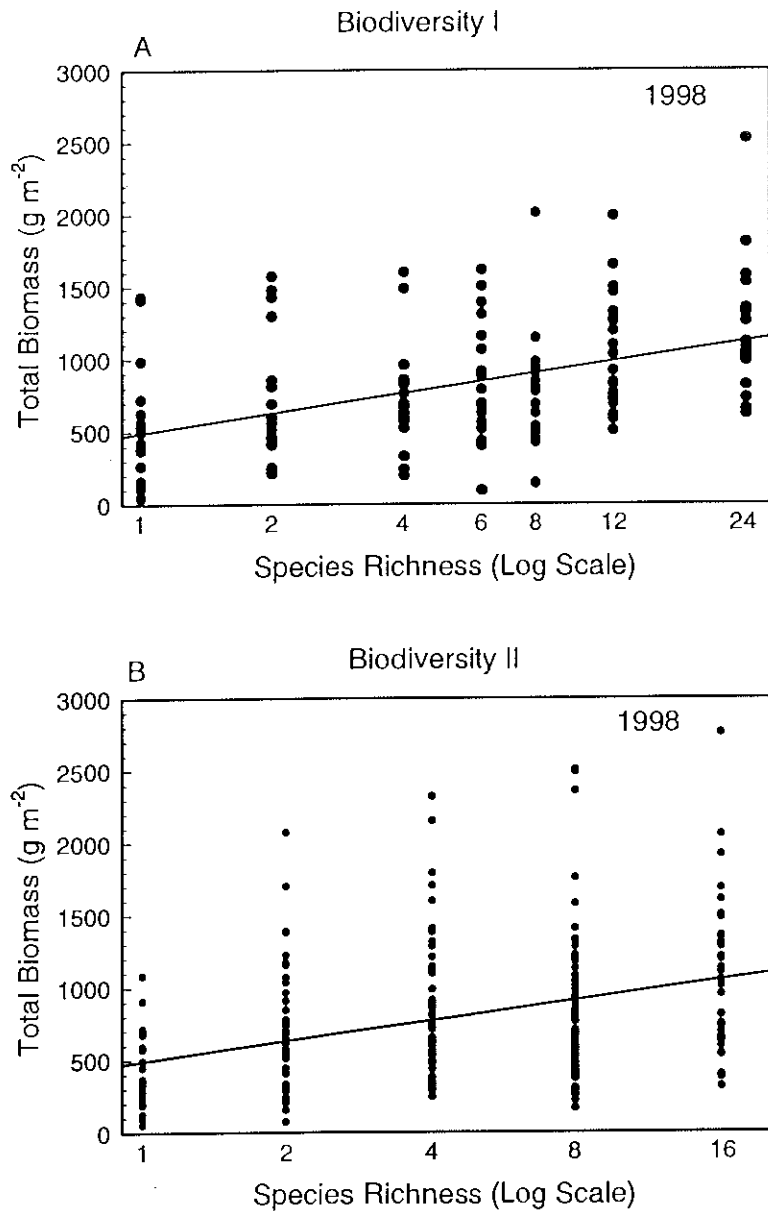 Biodiversity I
A
1998
3000
2500
2000
1500
1000
500
0
Total Biomass (g m⁻²)
1 2 4 6 8 12 24
Species Richness (Log Scale)
Biodiversity II
B
1998
3000
2500
2000
1500
1000
500
0
Total Biomass (g m⁻²)
1 2 4 8 16
Species Richness (Log Scale)